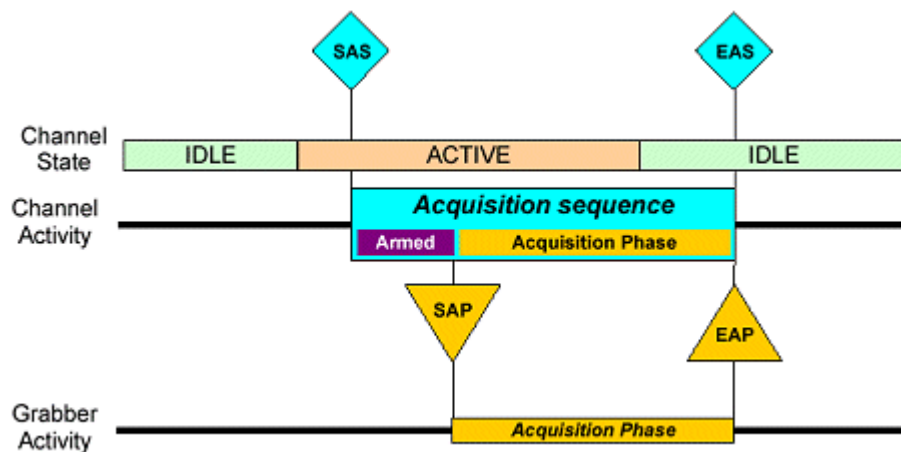 SAS
EAS
Channel
State
IDLE
ACTIVE
IDLE
Channel
Activity
Acquisition sequence
Armed
Acquisition Phase
SAP
EAP
Grabber
Activity
Acquisition Phase